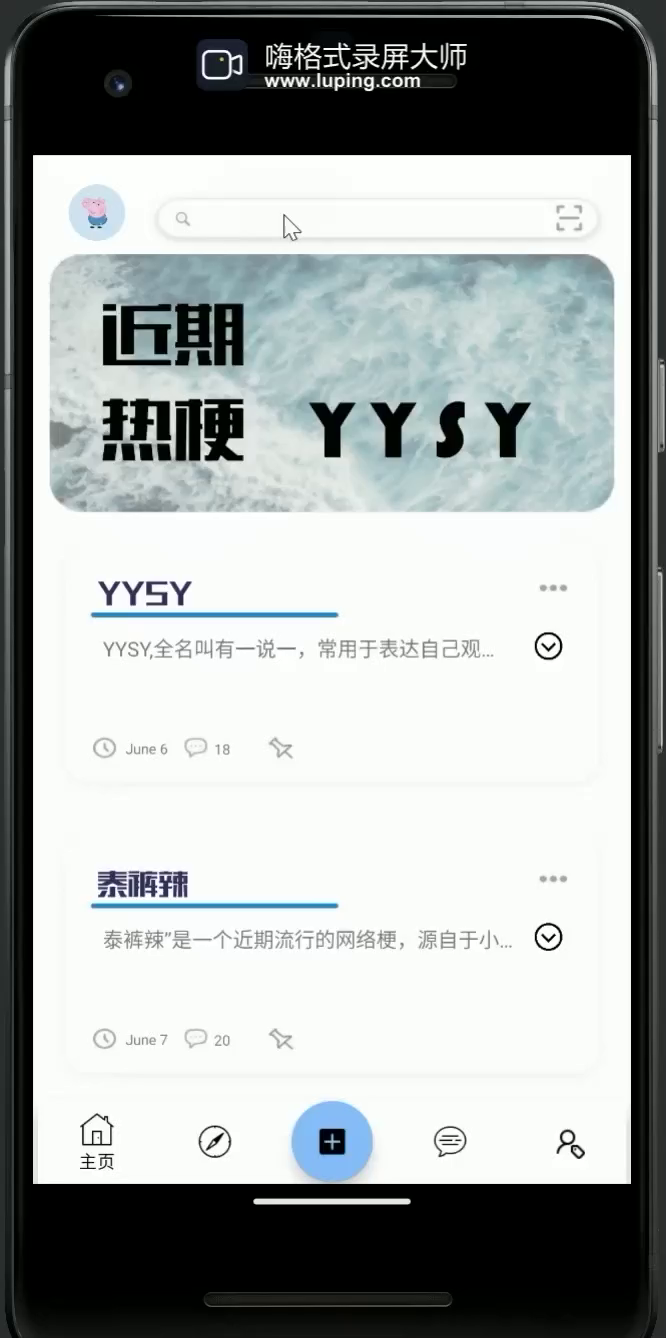 嗨格式录屏大师
www.luping.com
近期
热梗 YYSY
YYSY
YYSY,全名叫有一说一，常用于表达自己观...
June 6 18
泰裤辣
泰裤辣”是一个近期流行的网络梗，源自于小...
June 7 20
主页